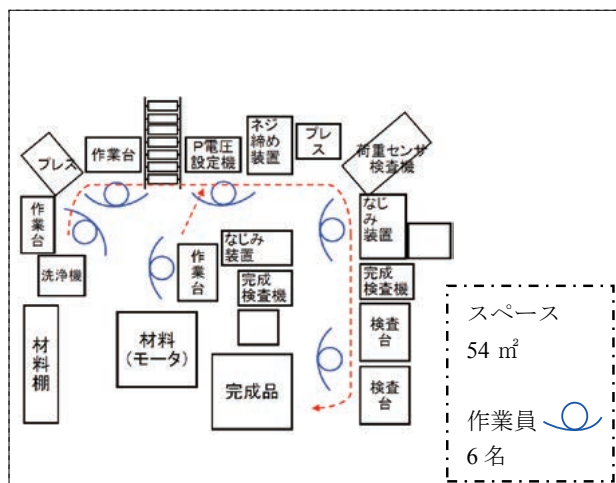 プレス
作業台
P電圧
設定機
ネジ
締め
装置
プレ
ス
荷重センサ
検査機
作
業
台
洗浄機
作
業
台
なじみ
装置
完成
検査機
なじ
み
装置
完成
検査機
材
料
棚
材料
(モータ)
完成品
検査
台
検査
台
スペース
54 ㎡
作業員
6 名